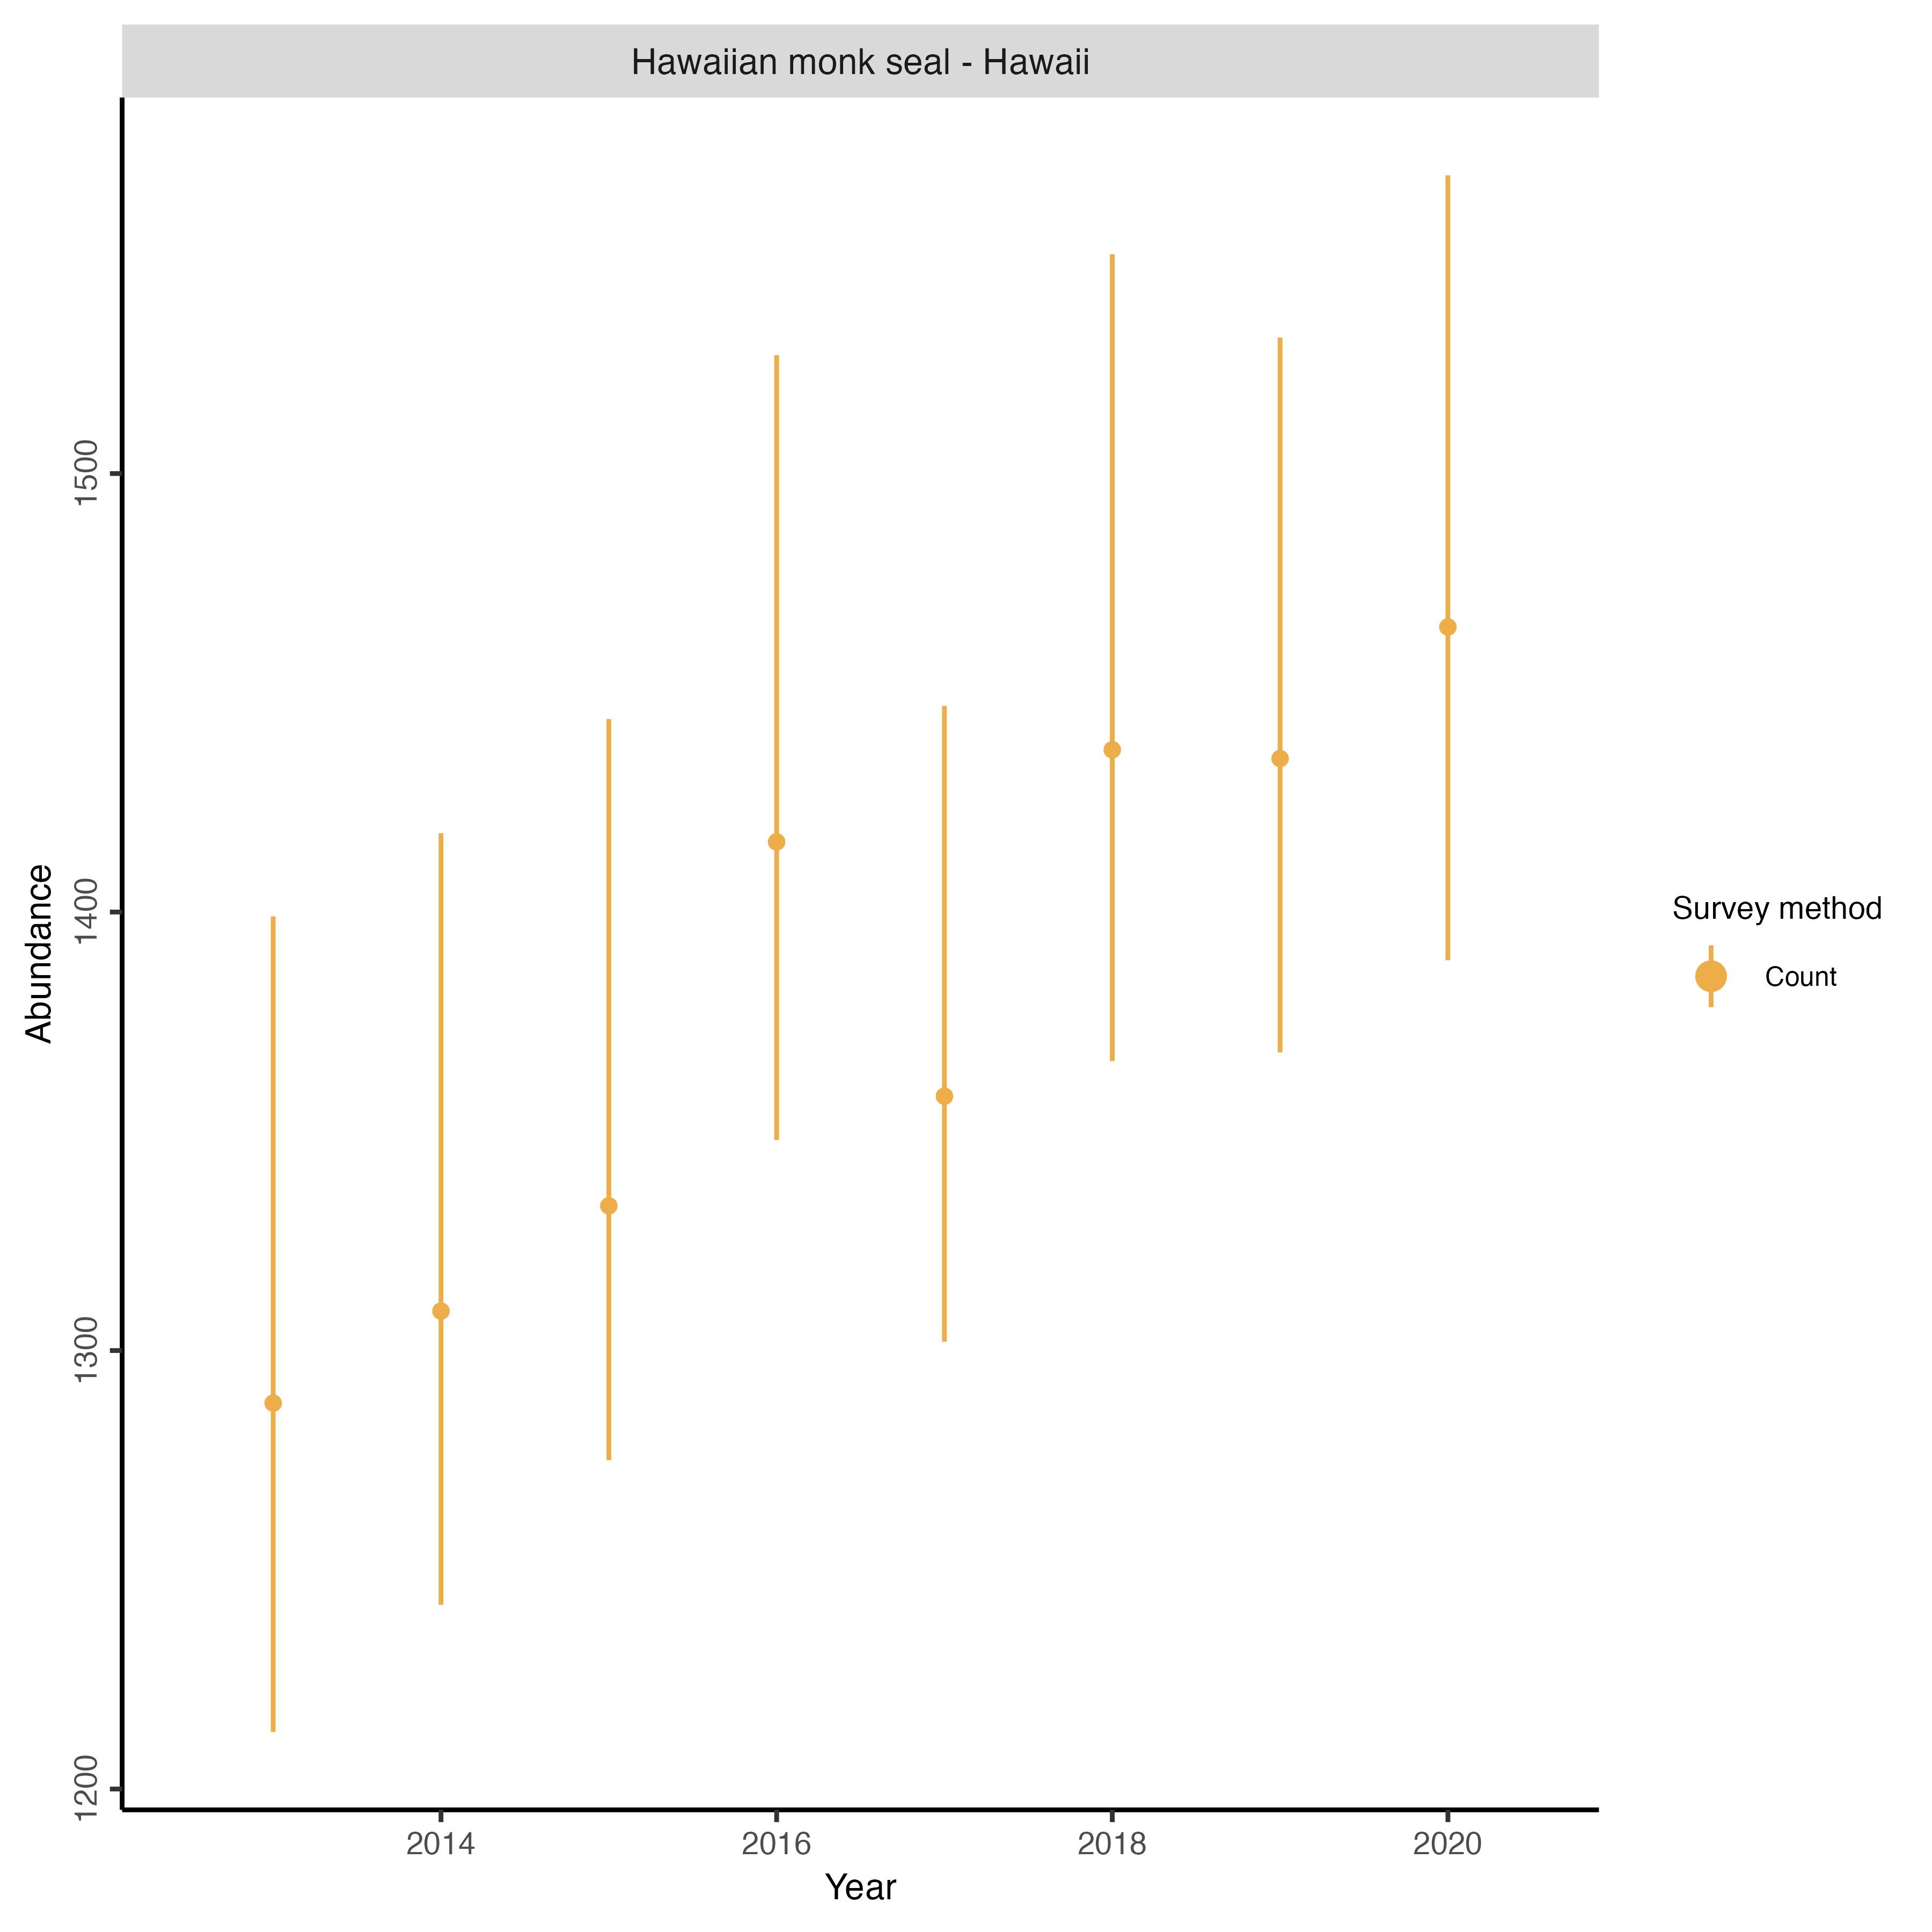 Hawaiian monk seal - Hawaii
Abundance
1500
1400
1300
1200
2014 2016 2018 2020
Year
Survey method
Count